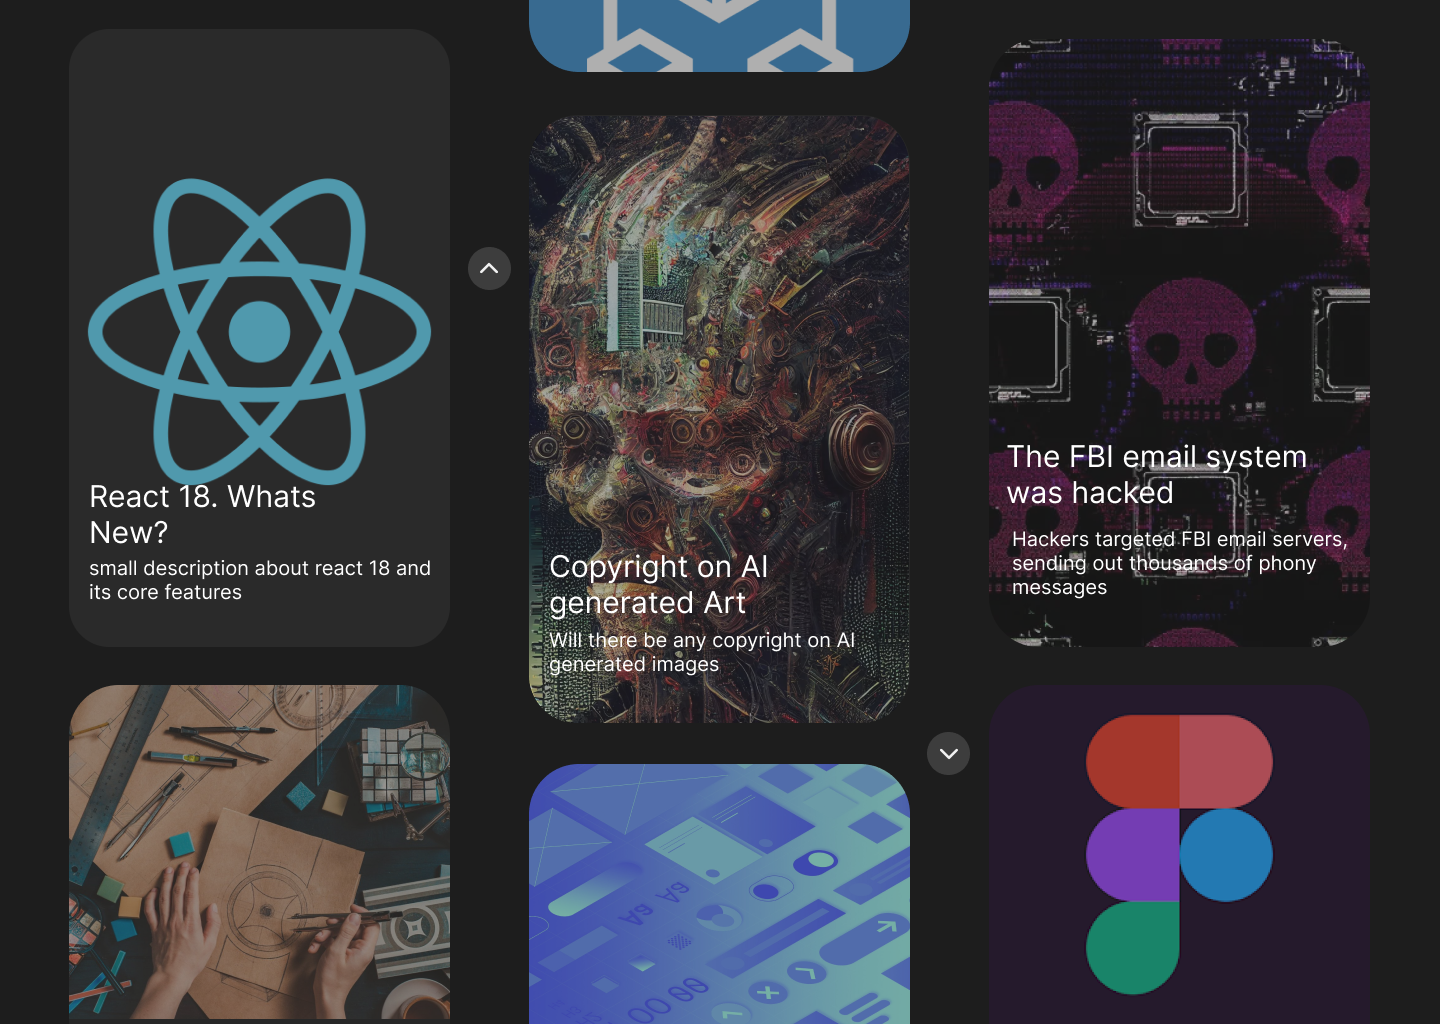 React 18. Whats
New?
small description about react 18 and
its core features
Copyright on AI
generated Art
Will there be any copyright on AI
generated images
The FBI email system
was hacked
Hackers targeted FBI email servers,
sending out thousands of phony
messages